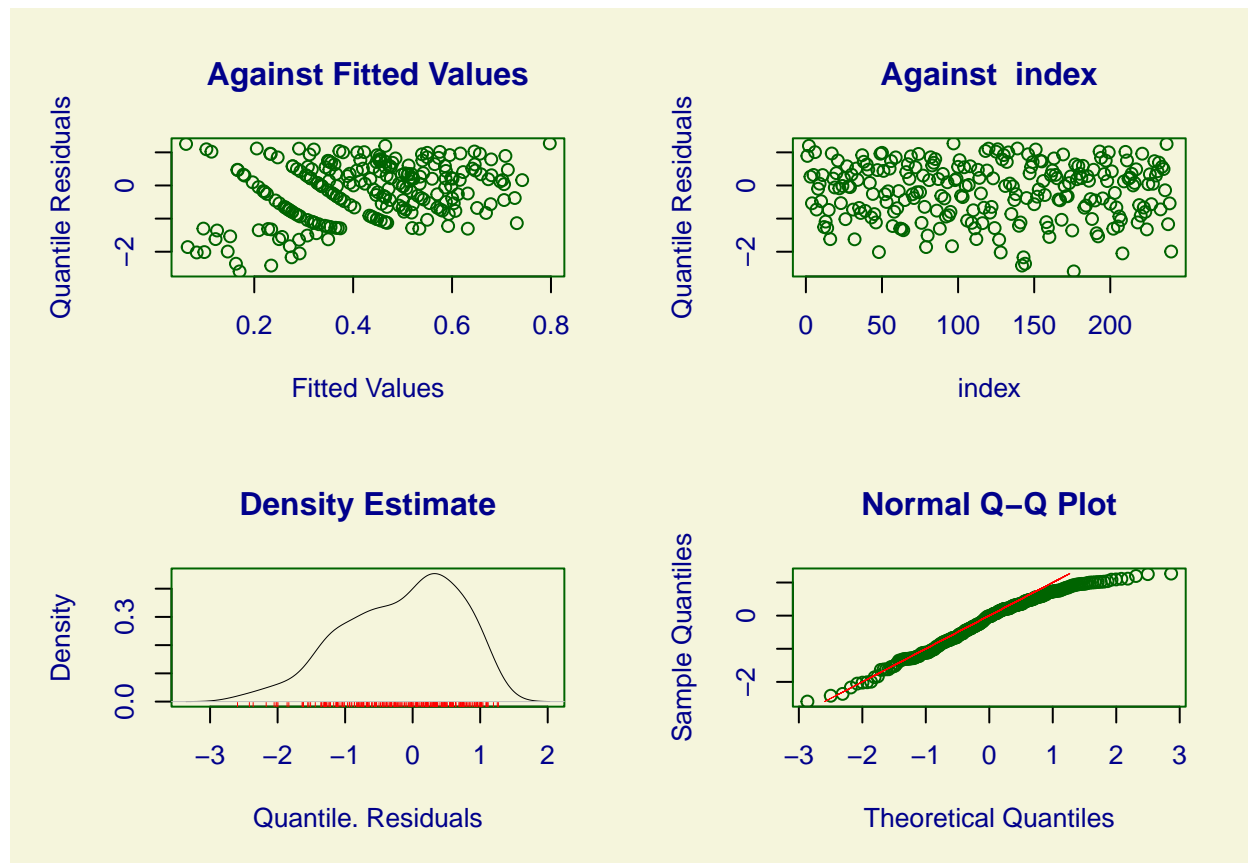 Against Fitted Values
Quantile Residuals
0
−2
0.2 0.4 0.6 0.8
Fitted Values
Against  index
Quantile Residuals
0
−2
0 50 100 150 200
index
Density Estimate
Density
0.3
0.0
−3 −2 −1 0 1 2
Quantile. Residuals
Normal Q−Q Plot
Sample Quantiles
0
−2
−3 −2 −1 0 1 2 3
Theoretical Quantiles